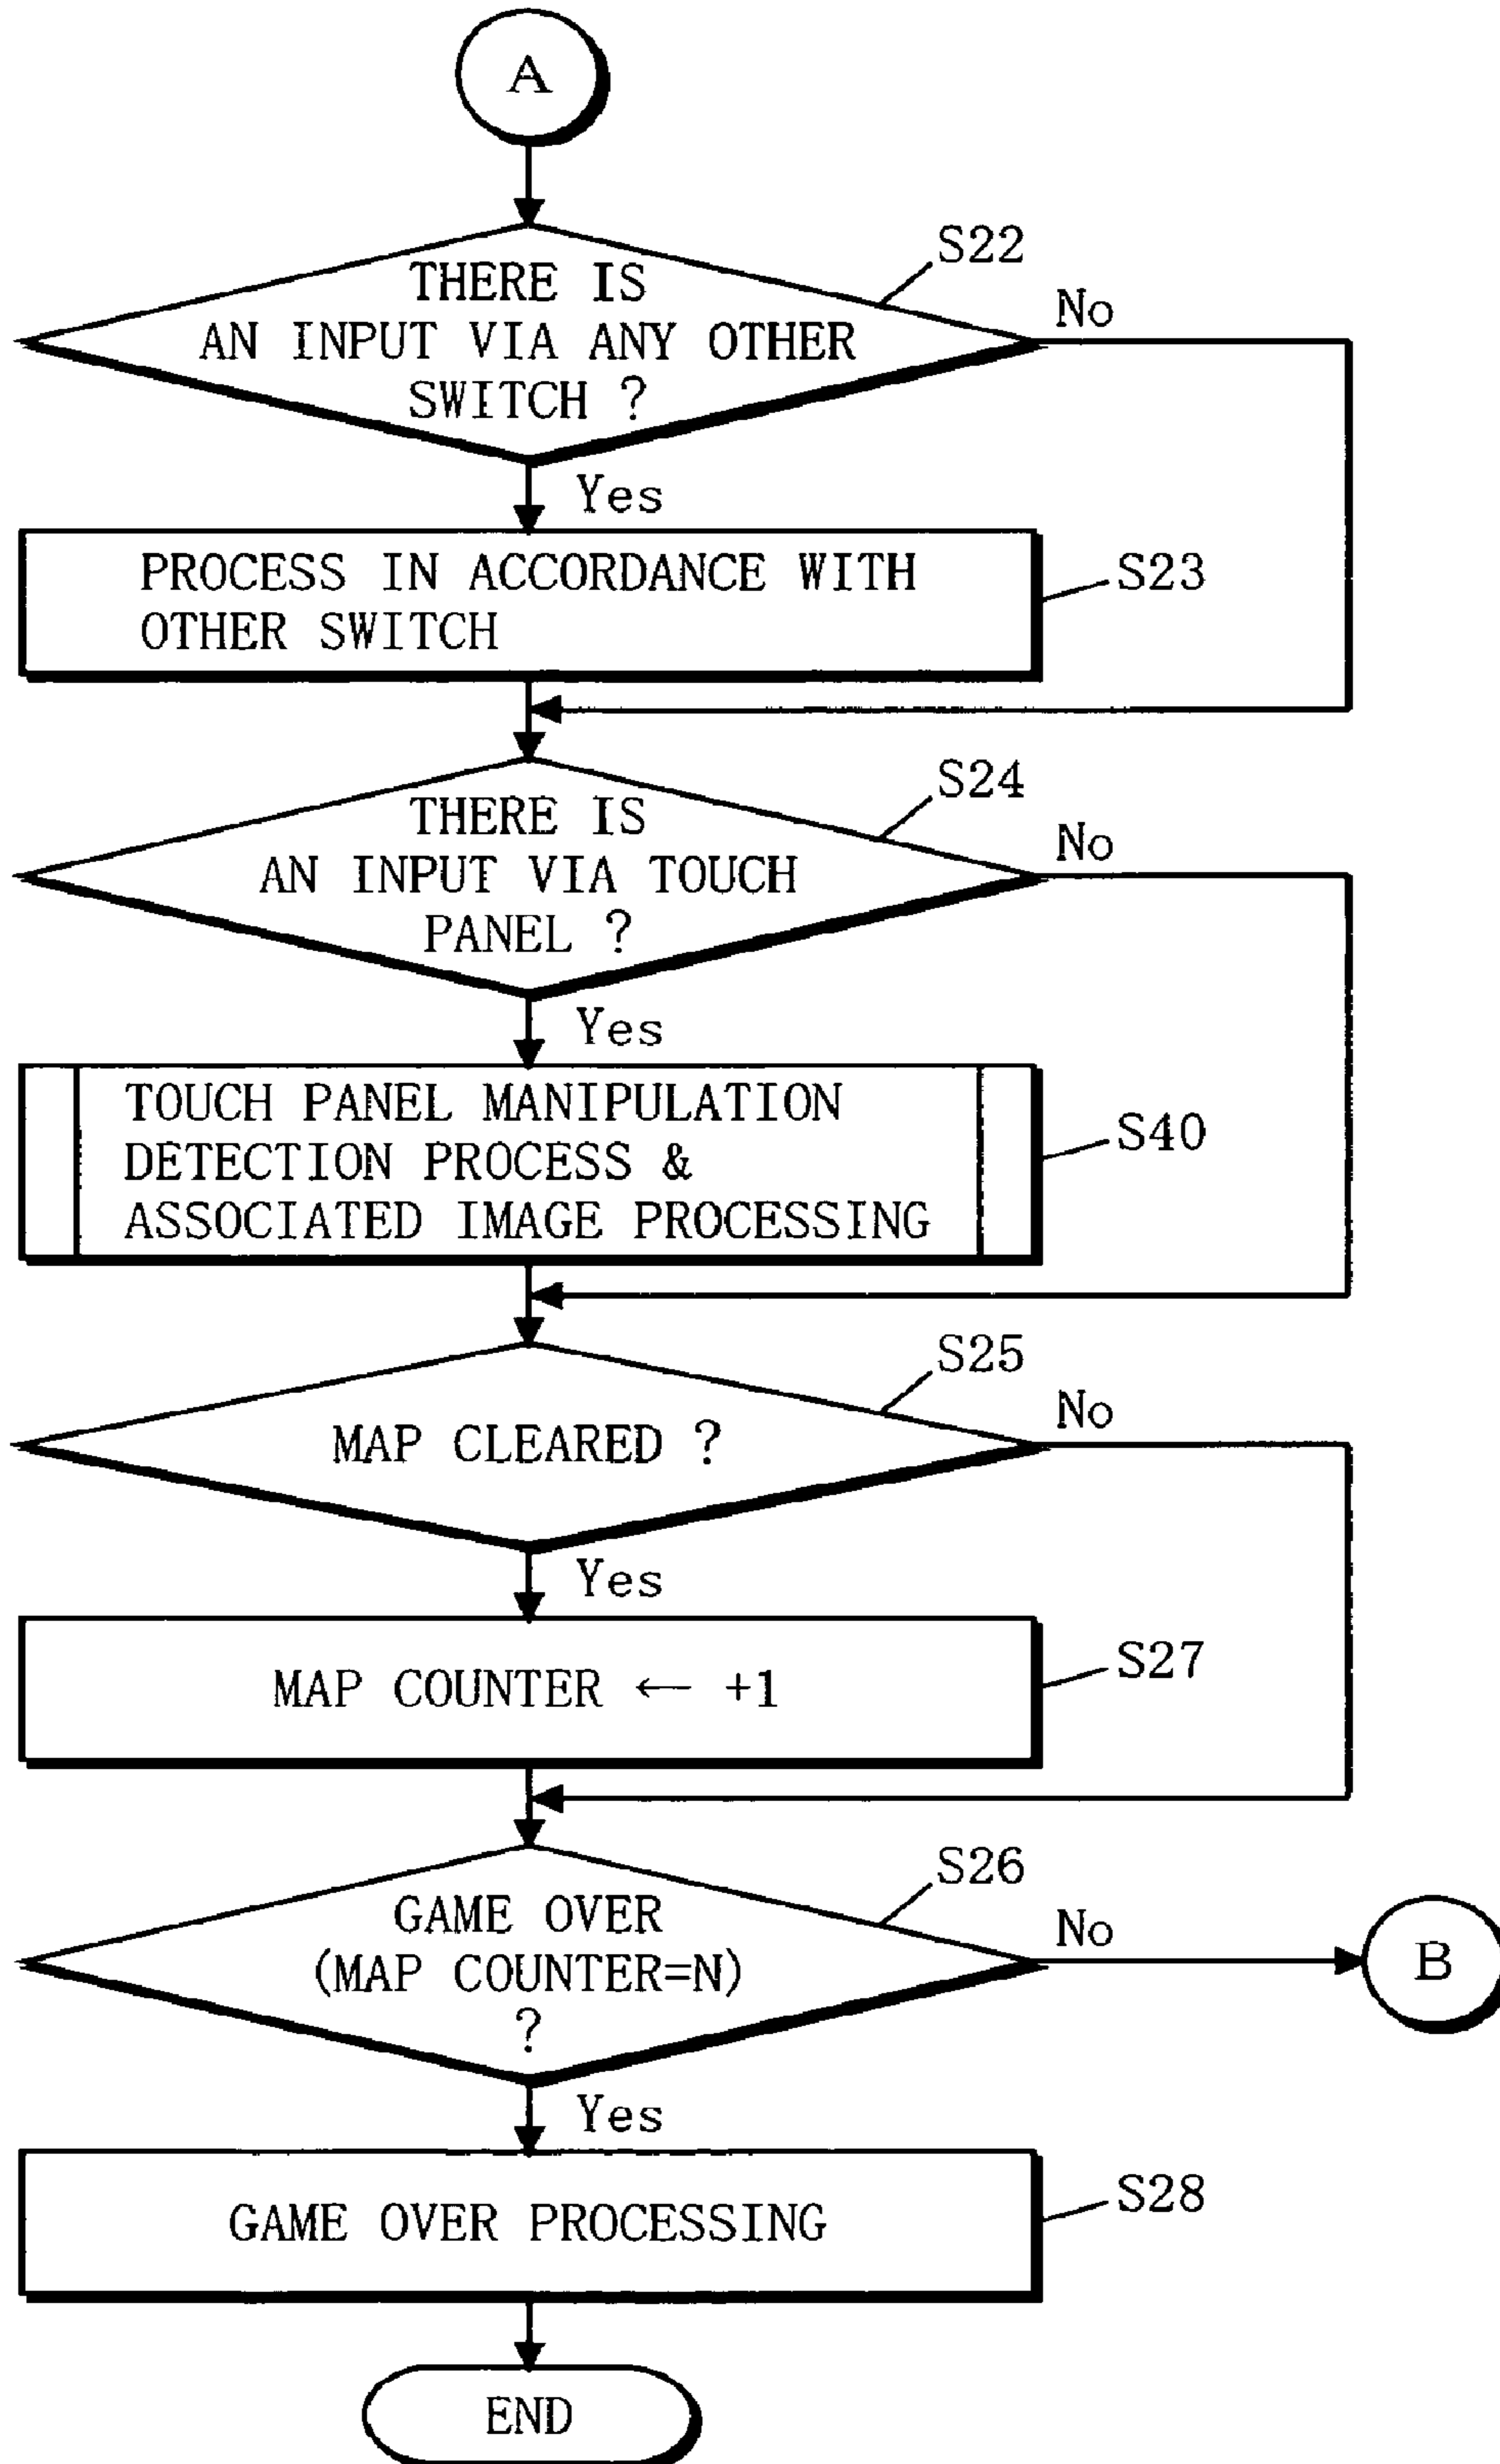 A
S22
THERE IS
AN INPUT VIA ANY OTHER
SWITCH ?
No
Yes
PROCESS IN ACCORDANCE WITH
OTHER SWITCH
S23
S24
THERE IS
AN INPUT VIA TOUCH
PANEL ?
No
Yes
TOUCH PANEL MANIPULATION
DETECTION PROCESS &
ASSOCIATED IMAGE PROCESSING
S40
S25
MAP CLEARED ?
No
Yes
MAP COUNTER ← +1
S27
S26
GAME OVER
(MAP COUNTER=N)
?
No
B
Yes
GAME OVER PROCESSING
S28
END